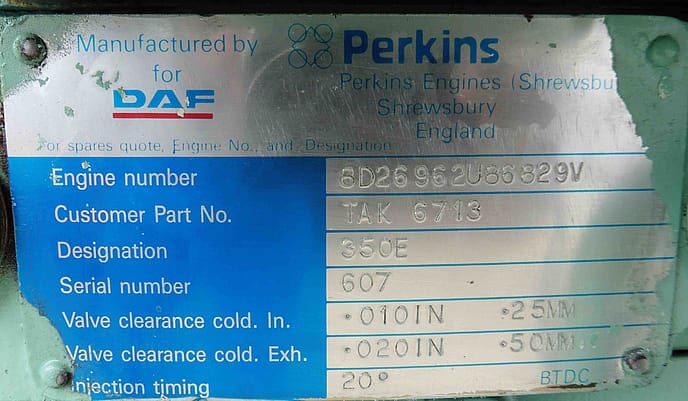 Manufactured by
for
DAF
Perkins
Perkins Engines (Shrewsbu
Shrewsbury
England
For spares quote, Engine No., and Designation
Engine number 8D26962U86829V
Customer Part No. TAK 6713
Designation 350E
Serial number 607
Valve clearance cold. In. .010IN .25MM
Valve clearance cold. Exh. .020IN .50MM
Injection timing 20° BTDC